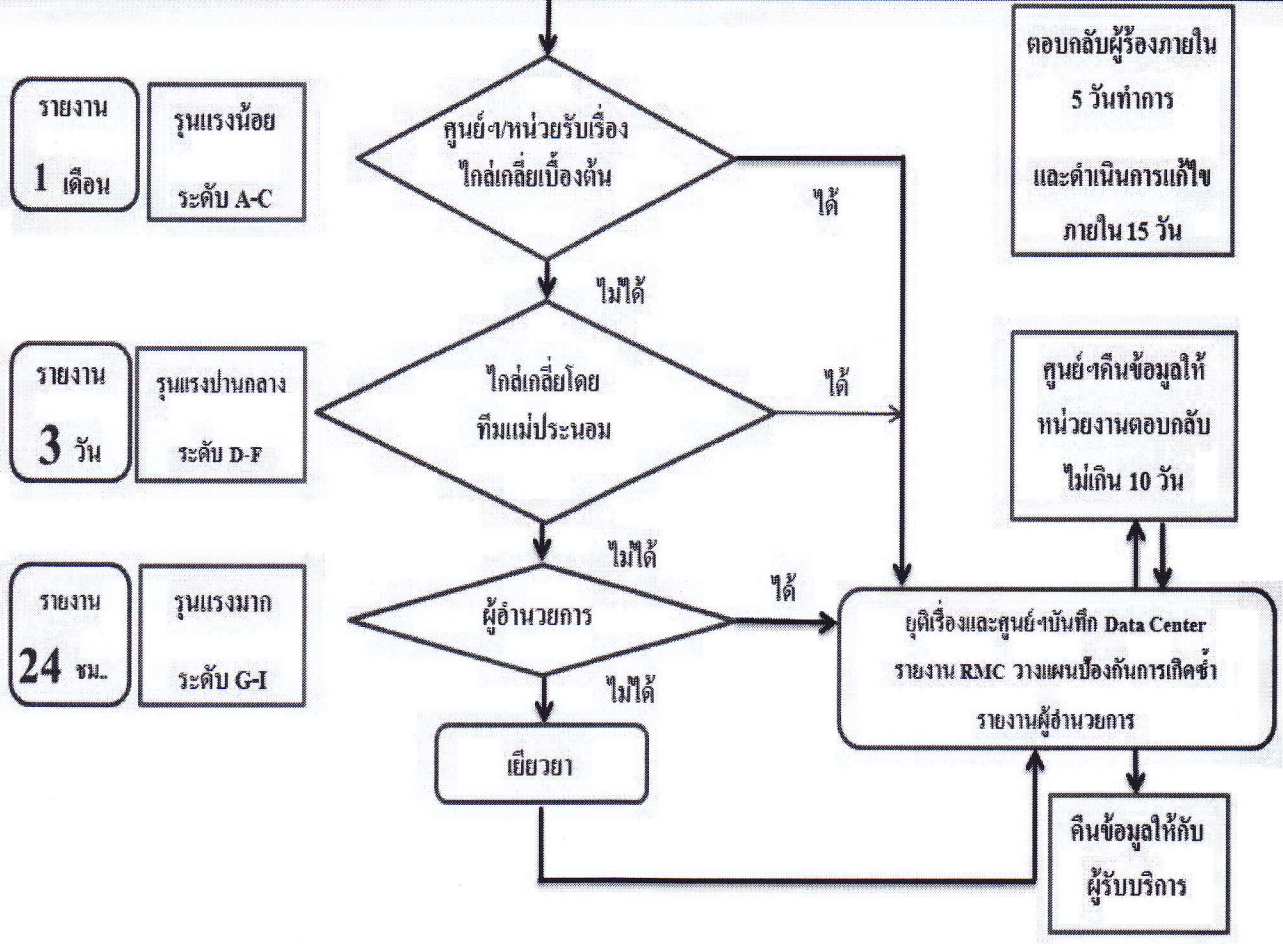 รายงาน
1 เดือน
รุนแรงน้อย
ระดับ A-C
ศูนย์ฯ/หน่วยรับเรื่อง
ไกล่เกลี่ยเบื้องต้น
ได้
ไม่ได้
ตอบกลับผู้ร้องภายใน
5 วันทำการ
และดำเนินการแก้ไข
ภายใน 15 วัน
รายงาน
3 วัน
รุนแรงปานกลาง
ระดับ D-F
ไกล่เกลี่ยโดย
ทีมแม่ประนอม
ได้
ไม่ได้
ศูนย์ฯคืนข้อมูลให้
หน่วยงานตอบกลับ
ไม่เกิน 10 วัน
รายงาน
24 ชม..
รุนแรงมาก
ระดับ G-I
ผู้อำนวยการ
ได้
ไม่ได้
เยียวยา
ยุติเรื่องและศูนย์ฯบันทึก Data Center
รายงาน RMC วางแผนป้องกันการเกิดซ้ำ
รายงานผู้อำนวยการ
คืนข้อมูลให้กับ
ผู้รับบริการ